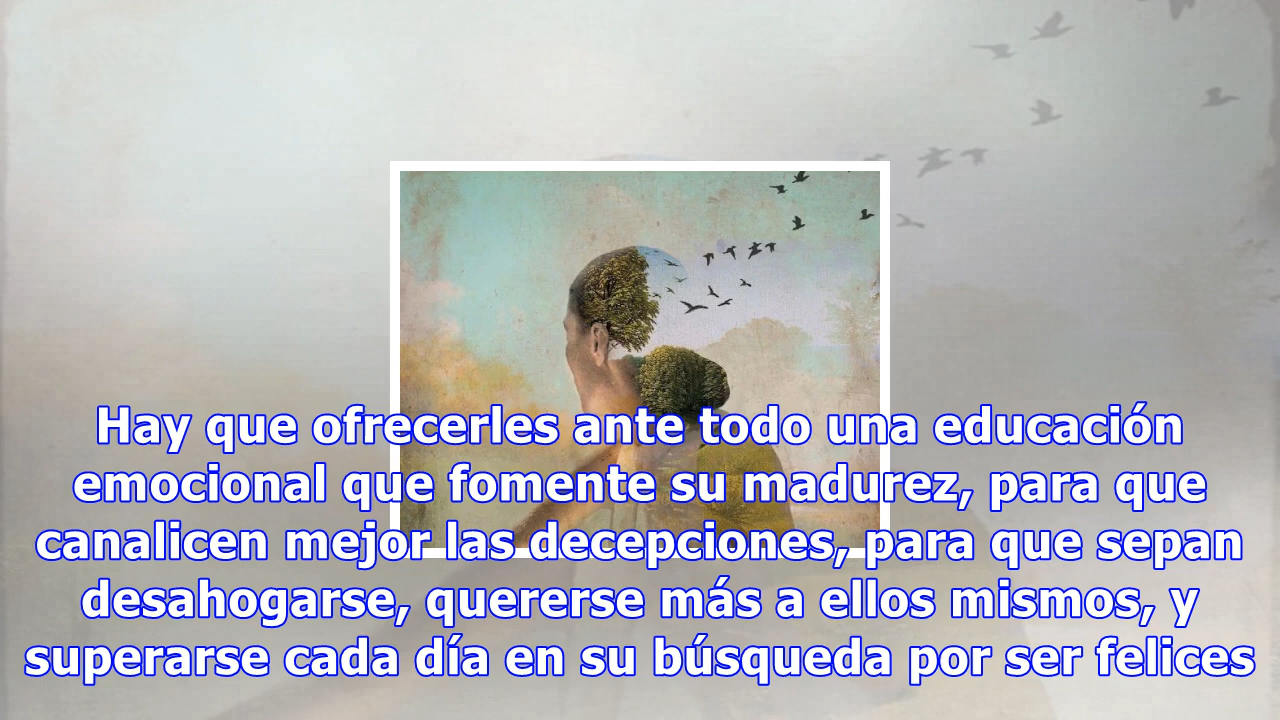 Hay que ofrecerles ante todo una educación
emocional que fomente su madurez, para que
canalicen mejor las decepciones, para que sepan
desahogarse, quererse más a ellos mismos, y
superarse cada día en su búsqueda por ser felices